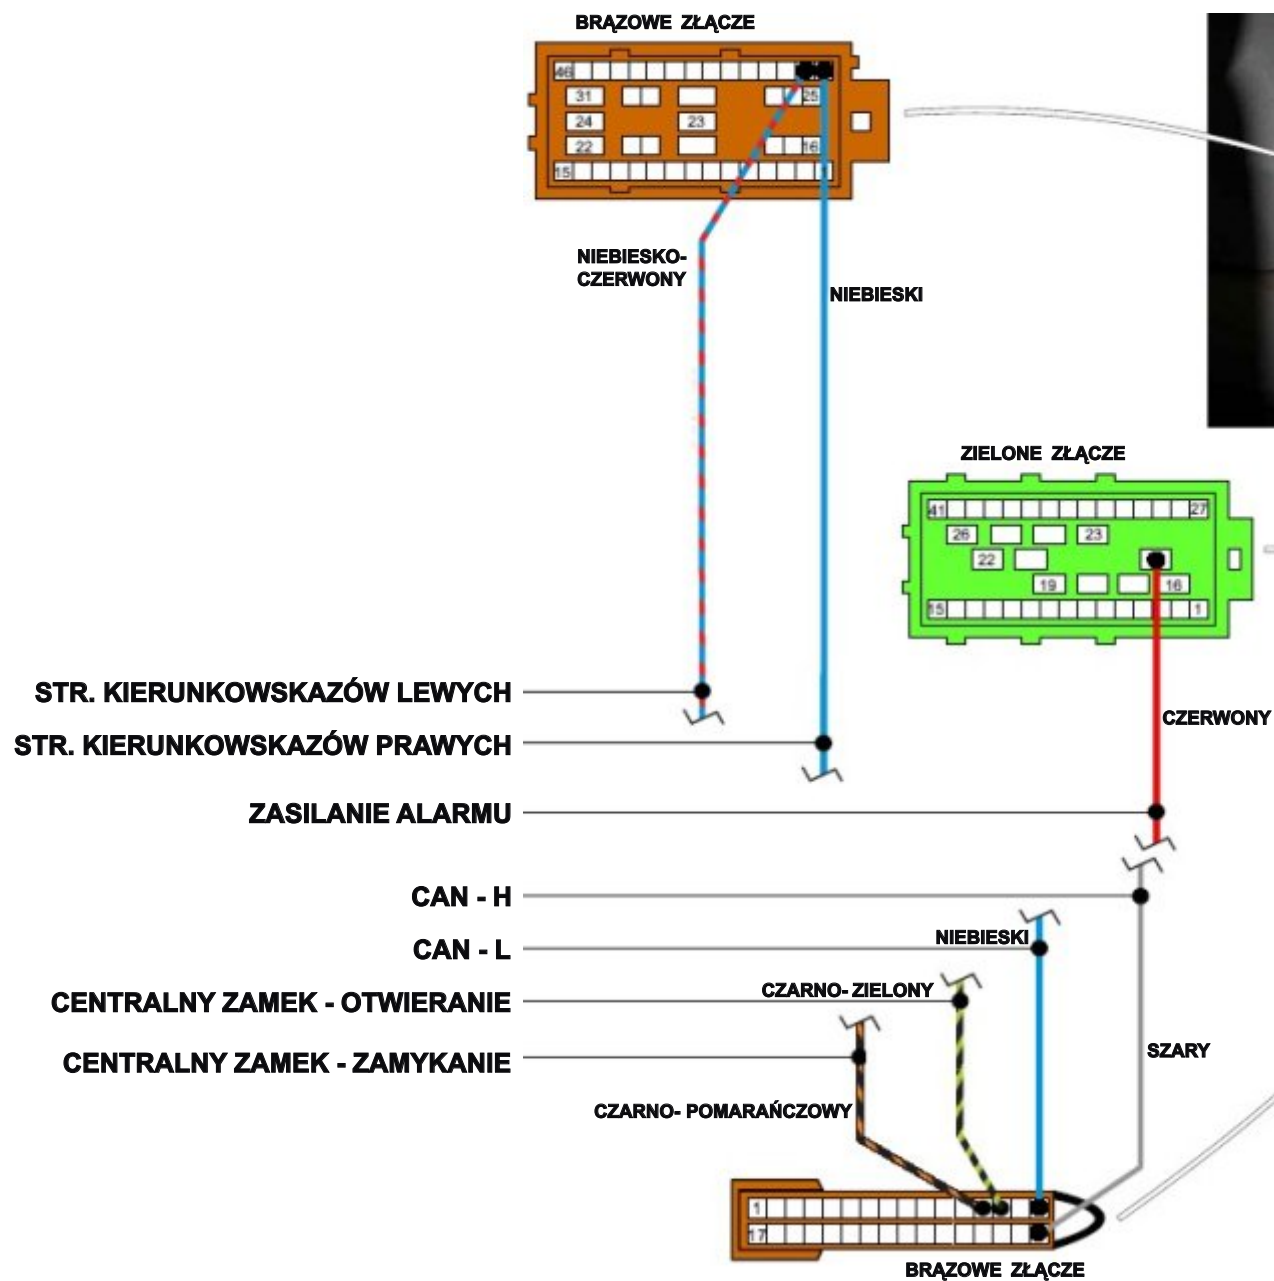 BRĄZOWE ZŁĄCZE
46
31
25
24
23
22
16
15
1
NIEBIESKO-
CZERWONY
NIEBIESKI
ZIELONE ZŁĄCZE
41
27
26
23
22
19
16
15
1
STR. KIERUNKOWSKAZÓW LEWYCH
CZERWONY
STR. KIERUNKOWSKAZÓW PRAWYCH
ZASILANIE ALARMU
CAN - H
NIEBIESKI
CAN - L
CZARNO- ZIELONY
CENTRALNY ZAMEK - OTWIERANIE
SZARY
CENTRALNY ZAMEK - ZAMYKANIE
CZARNO- POMARAŃCZOWY
1
17
BRĄZOWE ZŁĄCZE